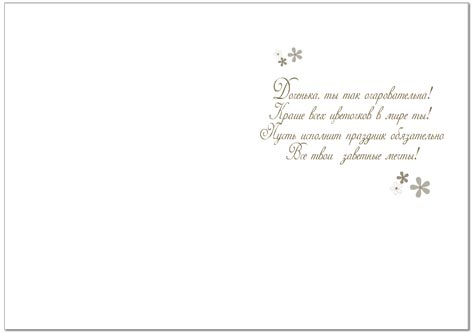 Доченька, ты так очаровательна!
Краше всех цветочков в мире ты!
Пусть исполнит праздник обязательно
Все твои заветные мечты!